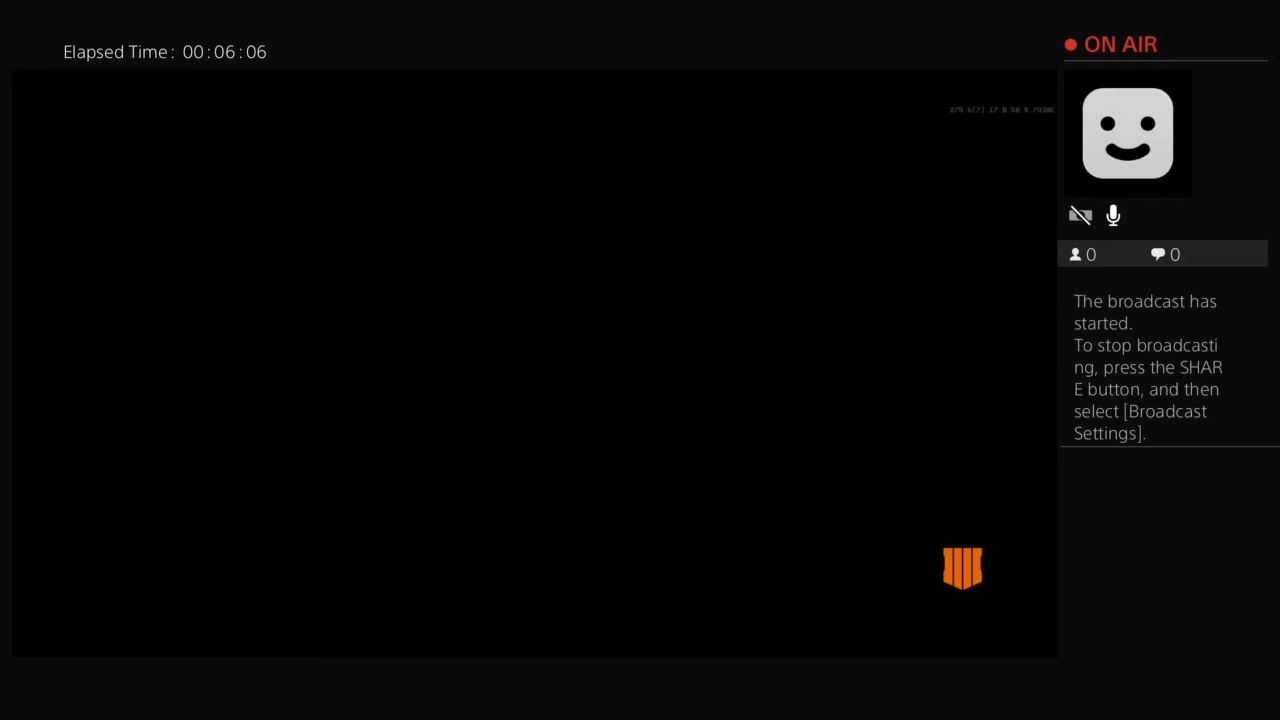 Elapsed Time: 00:06:06
ON AIR
0 0
The broadcast has
started.
To stop broadcasti
ng, press the SHAR
E button, and then
select [Broadcast
Settings].